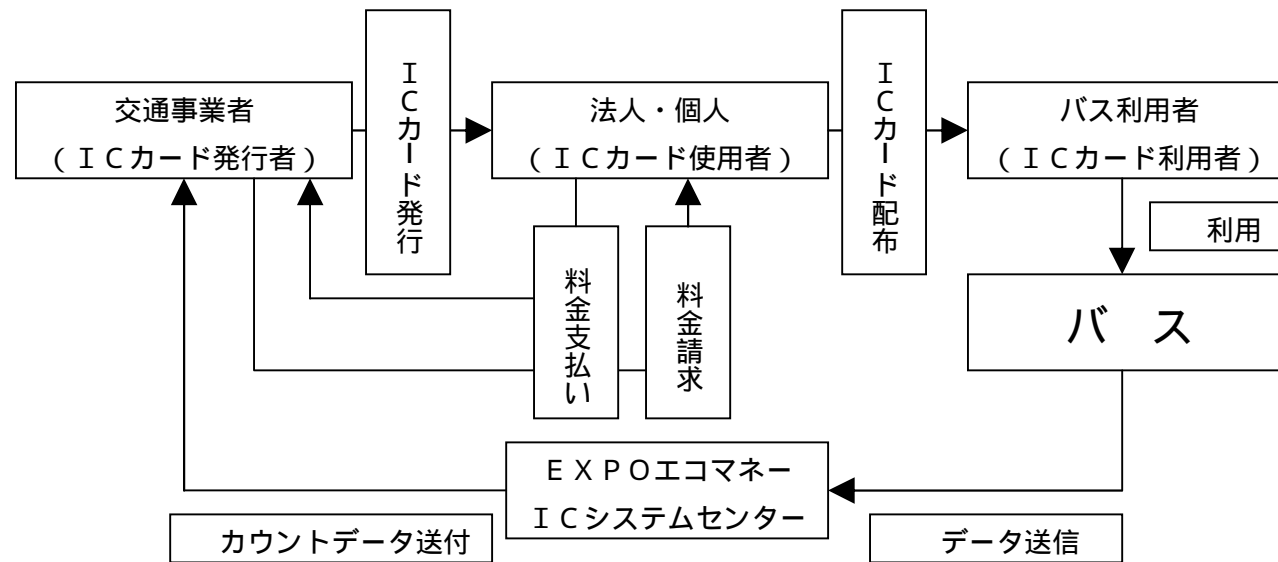 交通事業者
（ＩＣカード発行者）
ＩＣカード発行
法人・個人
（ＩＣカード使用者）
ＩＣカード配布
バス利用者
（ＩＣカード利用者）
利用
料金支払い
料金請求
バ　ス
ＥＸＰＯエコマネー
ＩＣシステムセンター
カウントデータ送付
データ送信